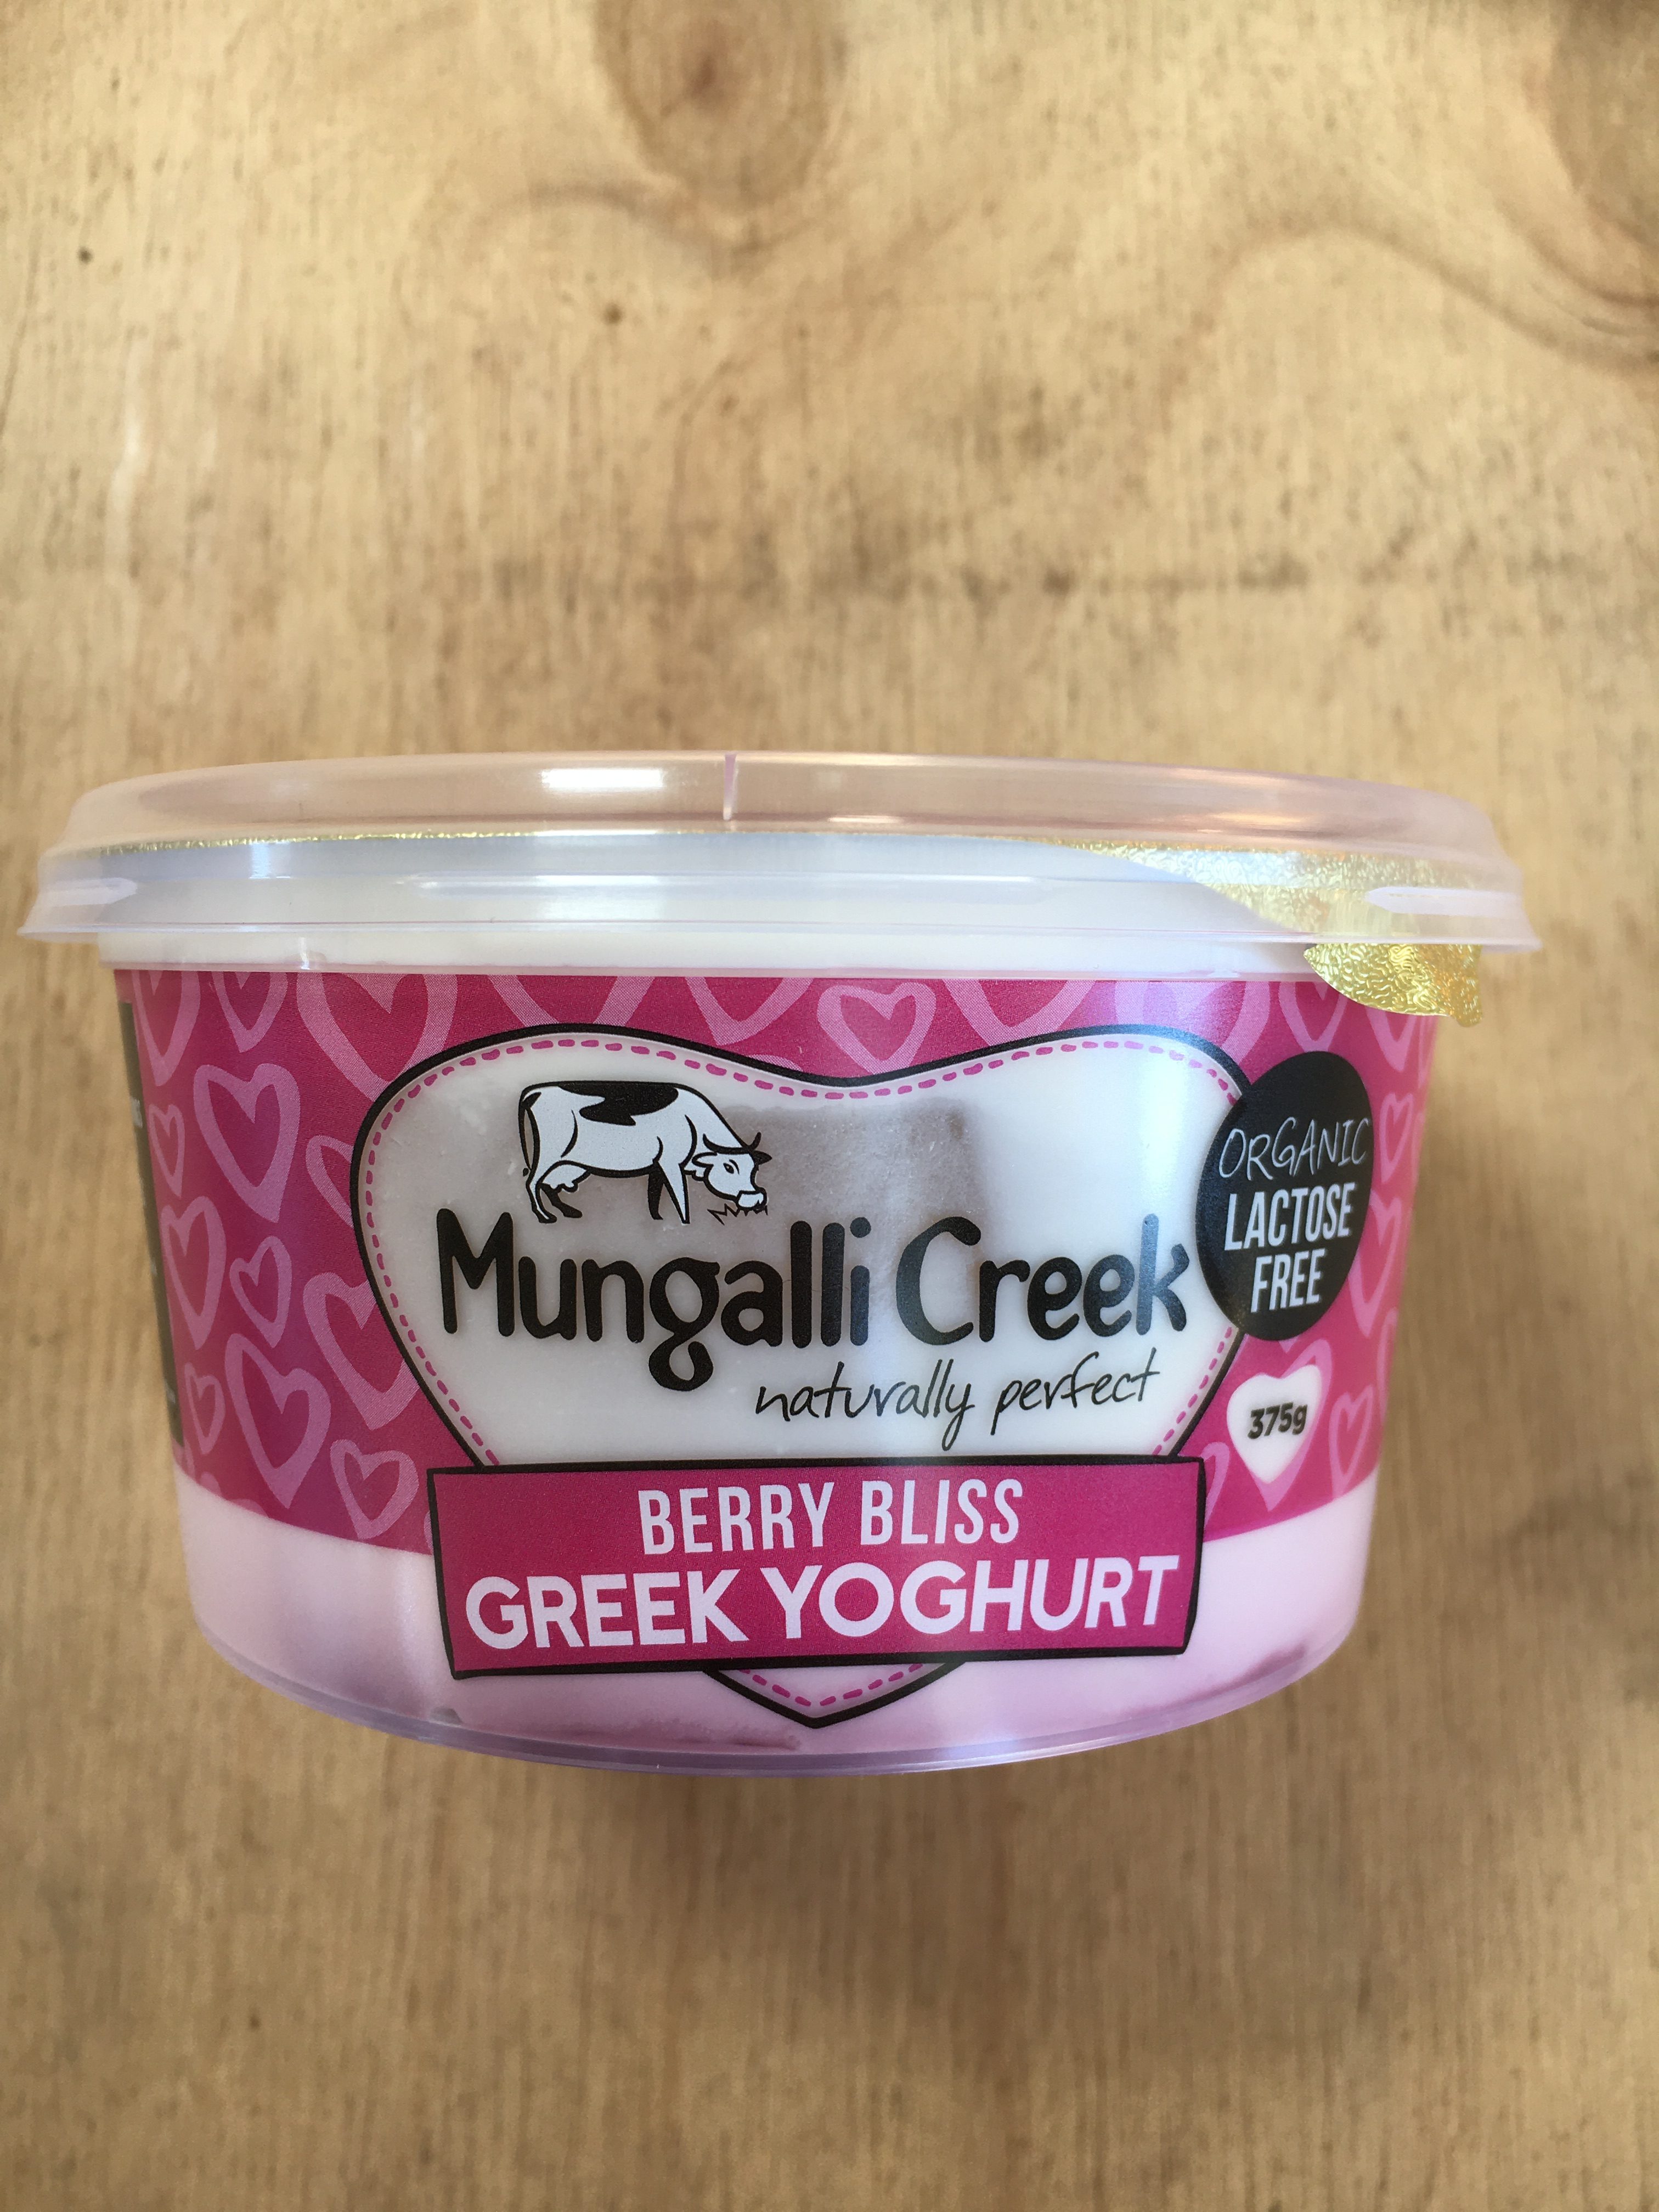 Mungalli Creek
naturally perfect
ORGANIC
LACTOSE
FREE
375g
BERRY BLISS
GREEK YOGHURT